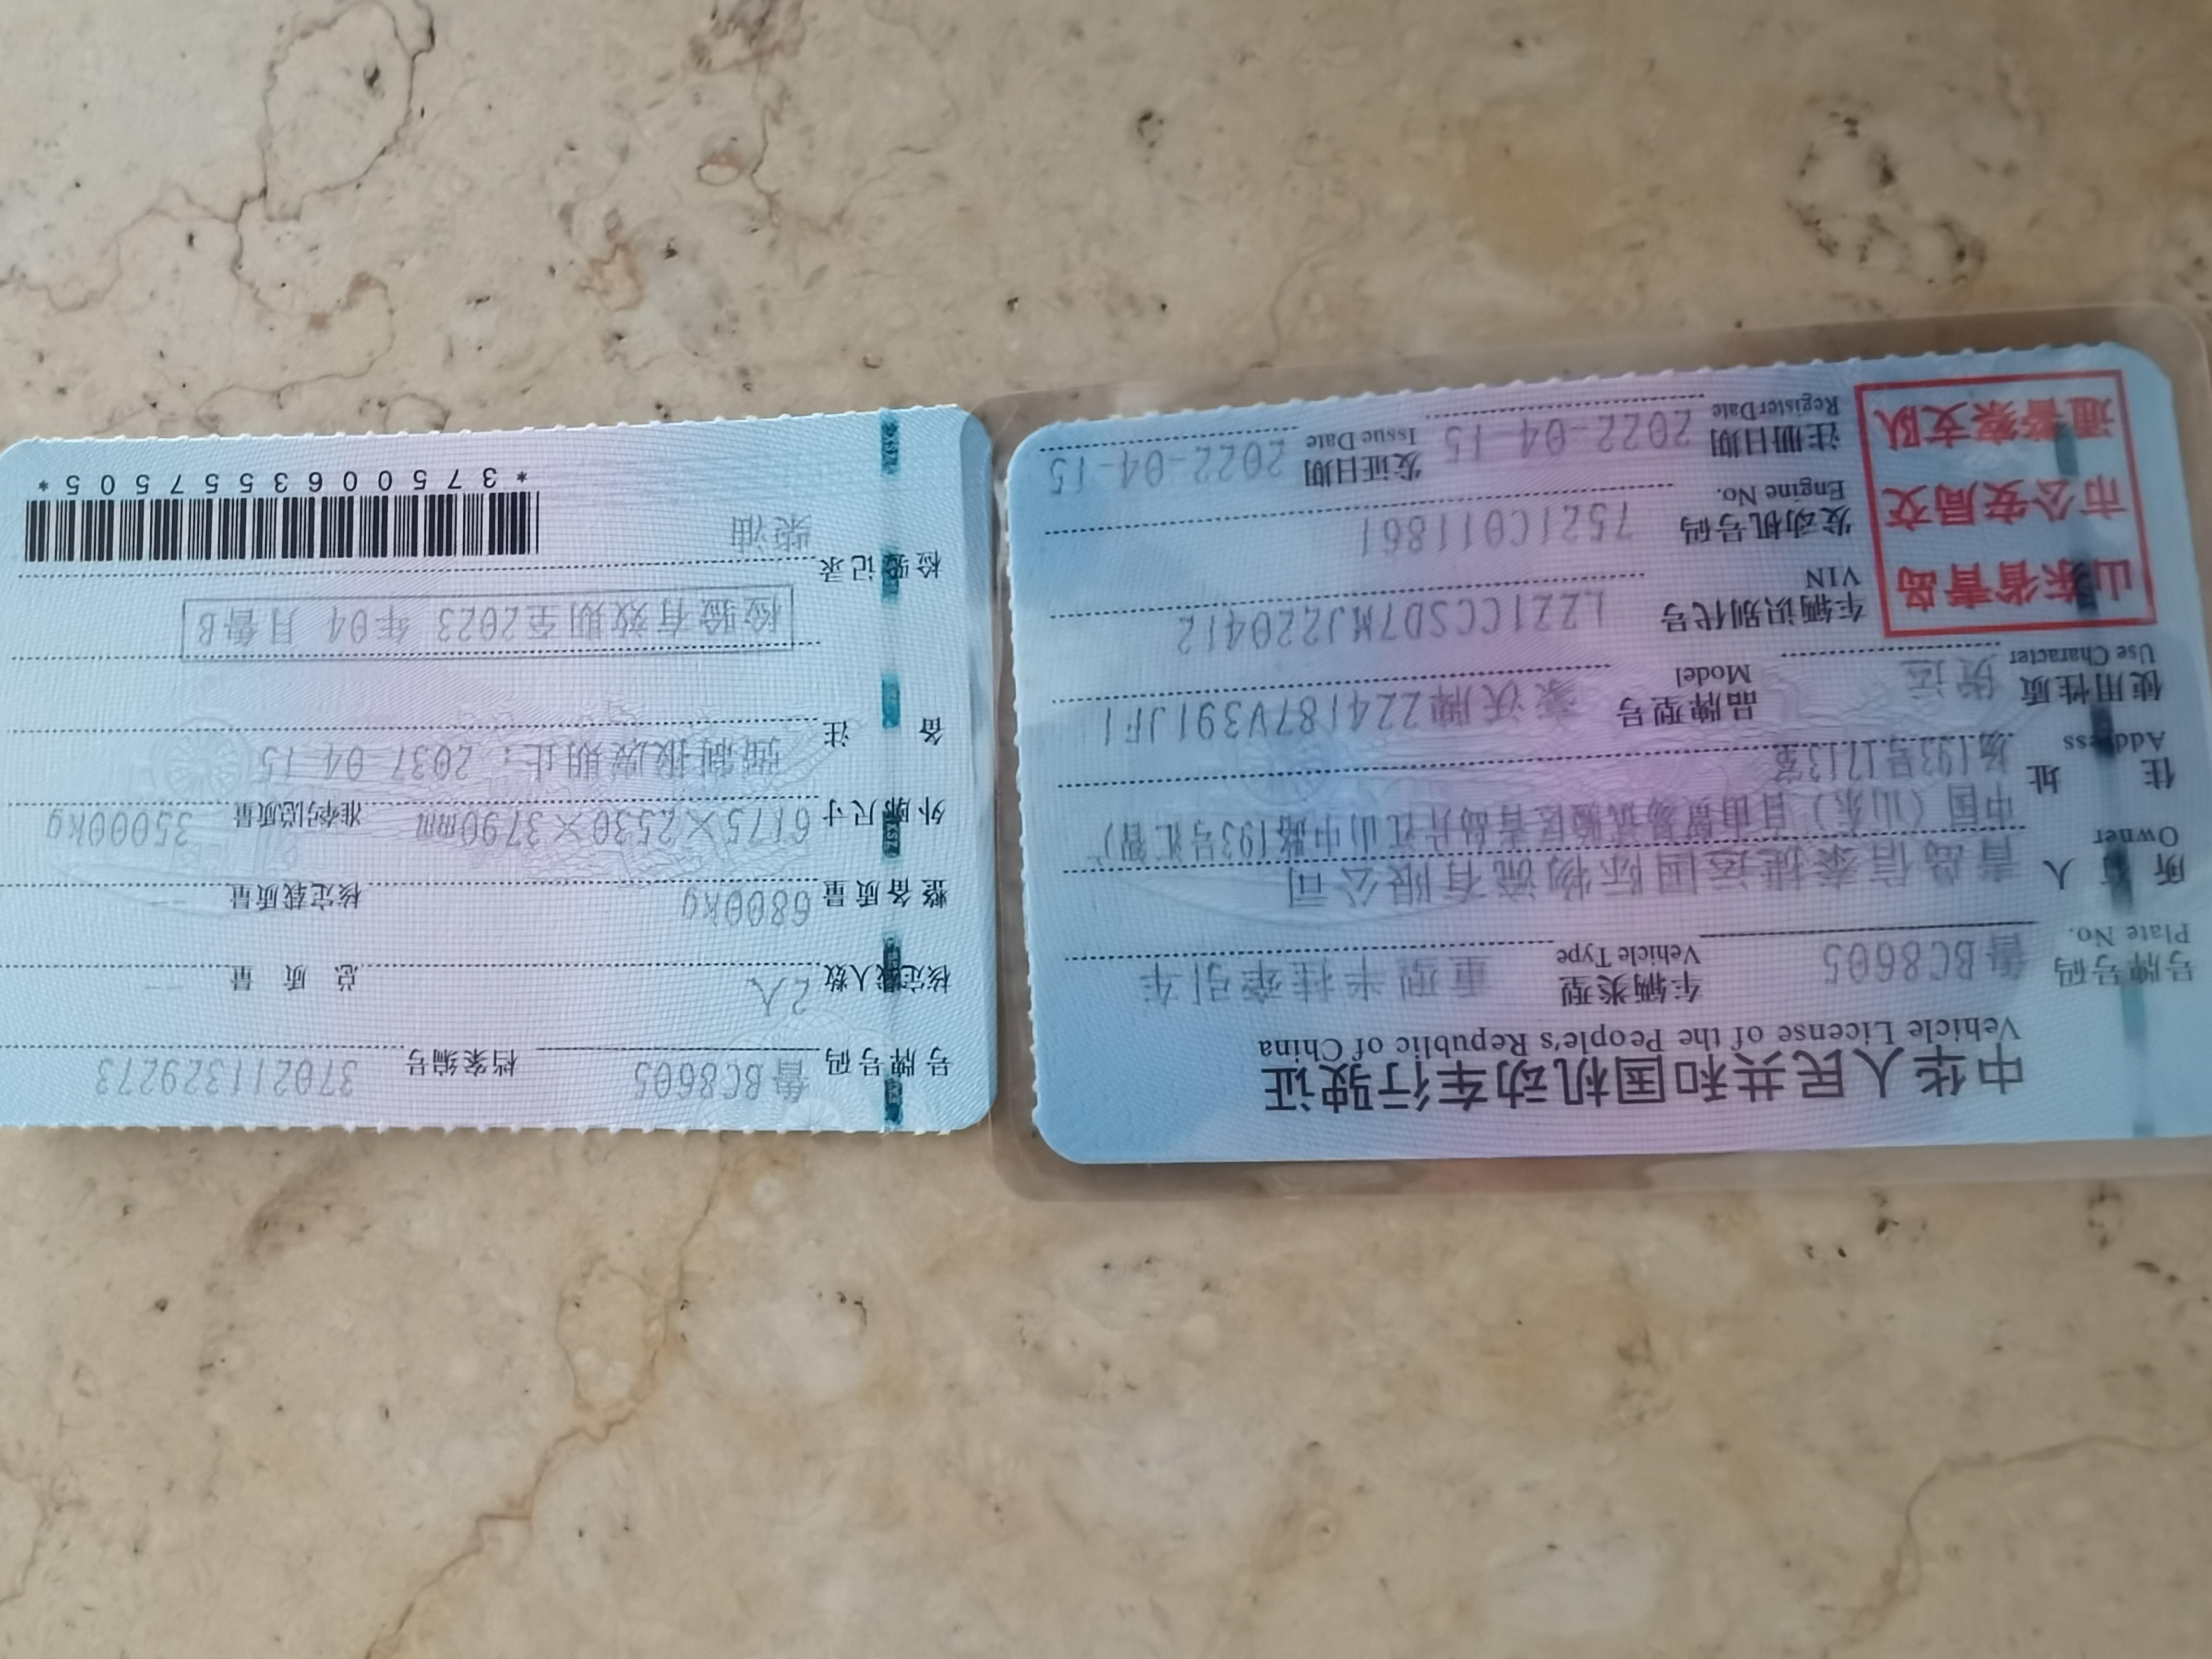 中华人民共和国机动车行驶证
Vehicle License of the People's Republic of China
号牌号码 鲁BC8605 车辆类型 重型半挂牵引车
Plate No. Vehicle Type
所有人 青岛信泰捷运国际物流有限公司
Owner
住址 中国（山东）自由贸易试验区青岛片区江山中路193号汇智广
Address 场193号1713室
使用性质 货运 品牌型号 豪沃牌ZZ4187V391JF1
Use Character Model
山东省青岛
市公安局交
通警察支队
车辆识别代号 LZZ1CCSD7MJ220412
VIN
发动机号码 7521C011861
Engine No.
注册日期 2022-04-15 发证日期 2022-04-15
Register Date Issue Date
号牌号码 鲁BC8605 档案编号 370211329273
核定载人数 2人 总质量 --
整备质量 6800kg 核定载质量 --
外廓尺寸 6175×2530×3790mm 准牵引总质量 35000kg
备注 强制报废期止：2037-04-15
检验有效期至2023年04月鲁B
检验记录
柴油
*3750063557505*